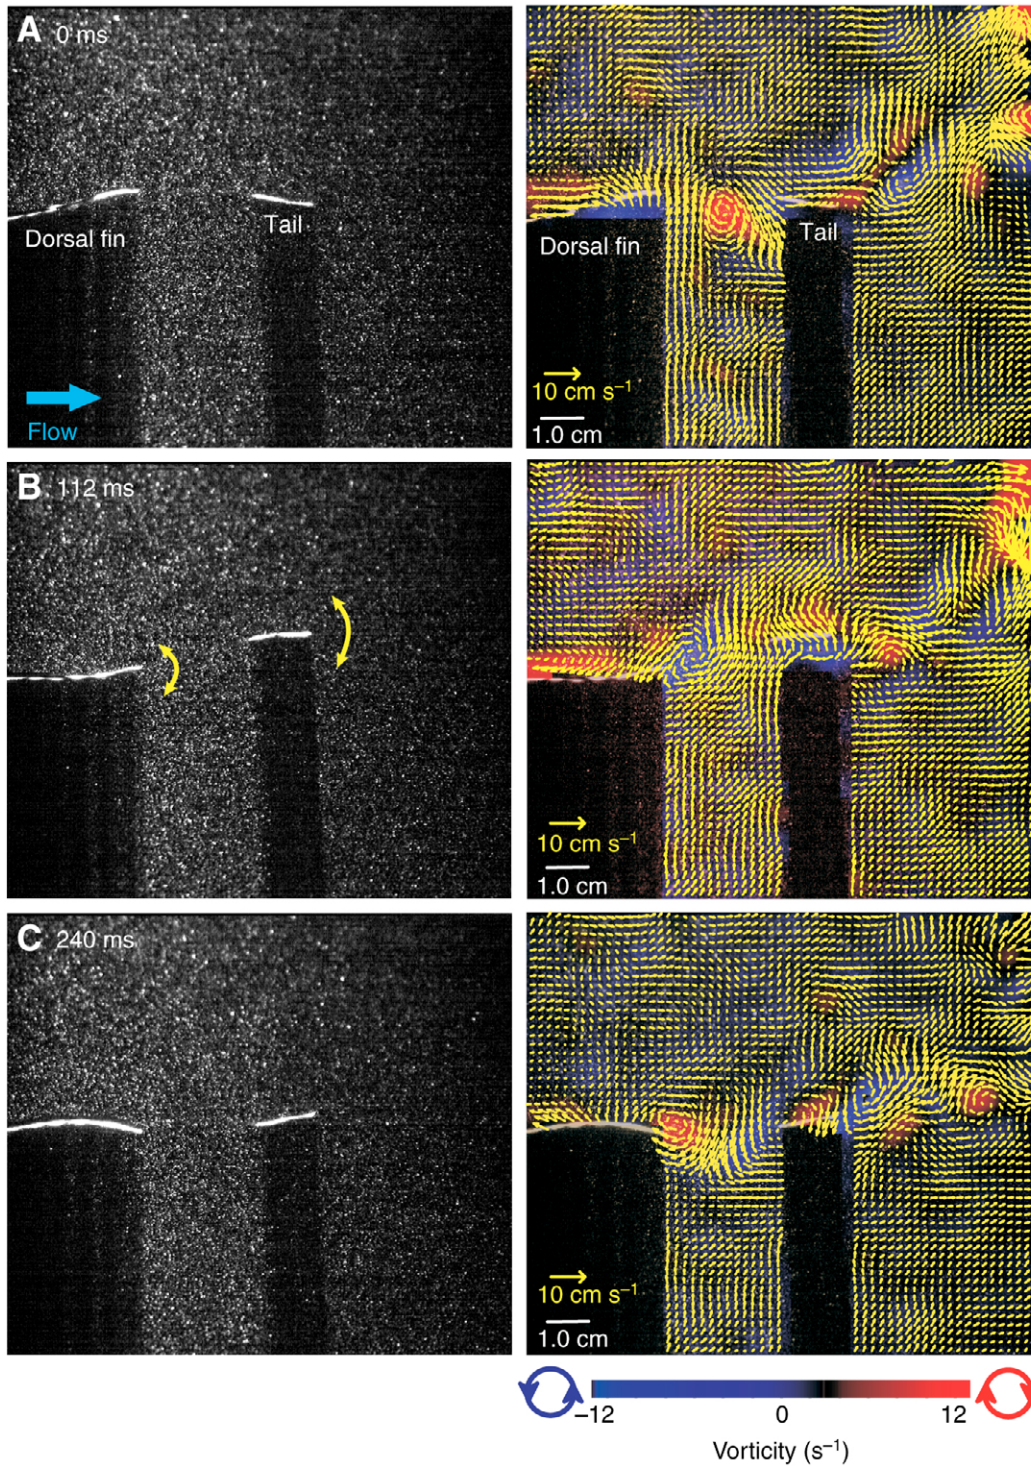 A 0 ms
Dorsal fin
Tail
Flow
Dorsal fin
Tail
10 cm s⁻¹
1.0 cm
B 112 ms
10 cm s⁻¹
1.0 cm
C 240 ms
10 cm s⁻¹
1.0 cm
−12 0 12
Vorticity (s⁻¹)